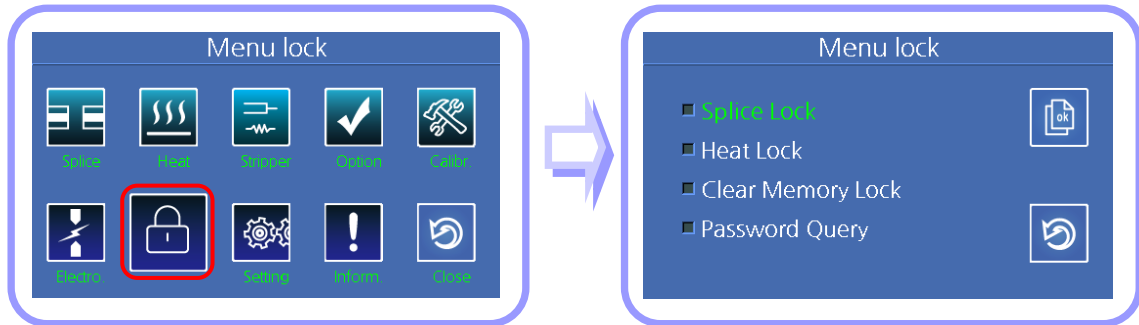 Menu lock
Splice Heat Stripper Option Calibr.
Electro. Setting Inform. Close
Menu lock
Splice Lock
ok
Heat Lock
Clear Memory Lock
Password Query